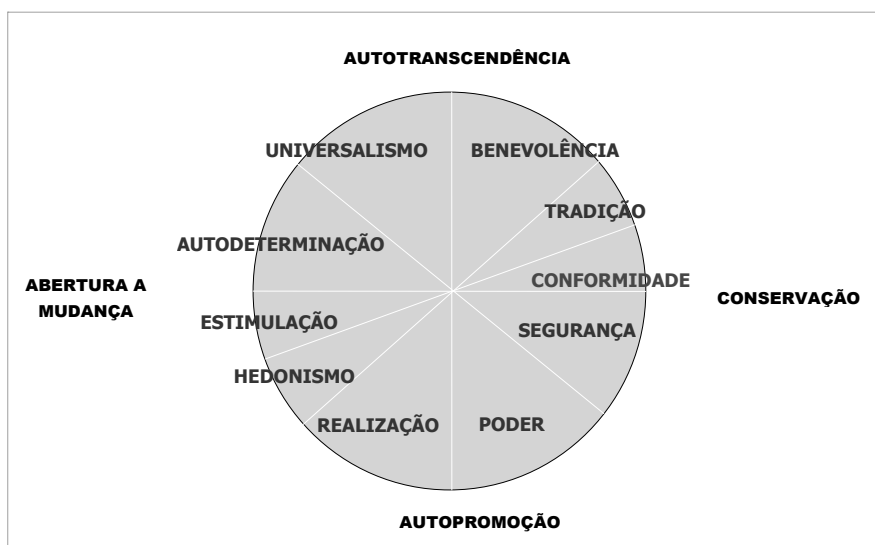 AUTOTRANSCENDÊNCIA
UNIVERSALISMO
BENEVOLÊNCIA
TRADIÇÃO
AUTODETERMINAÇÃO
CONFORMIDADE
ABERTURA A
MUDANÇA
CONSERVAÇÃO
ESTIMULAÇÃO
SEGURANÇA
HEDONISMO
REALIZAÇÃO
PODER
AUTOPROMOÇÃO